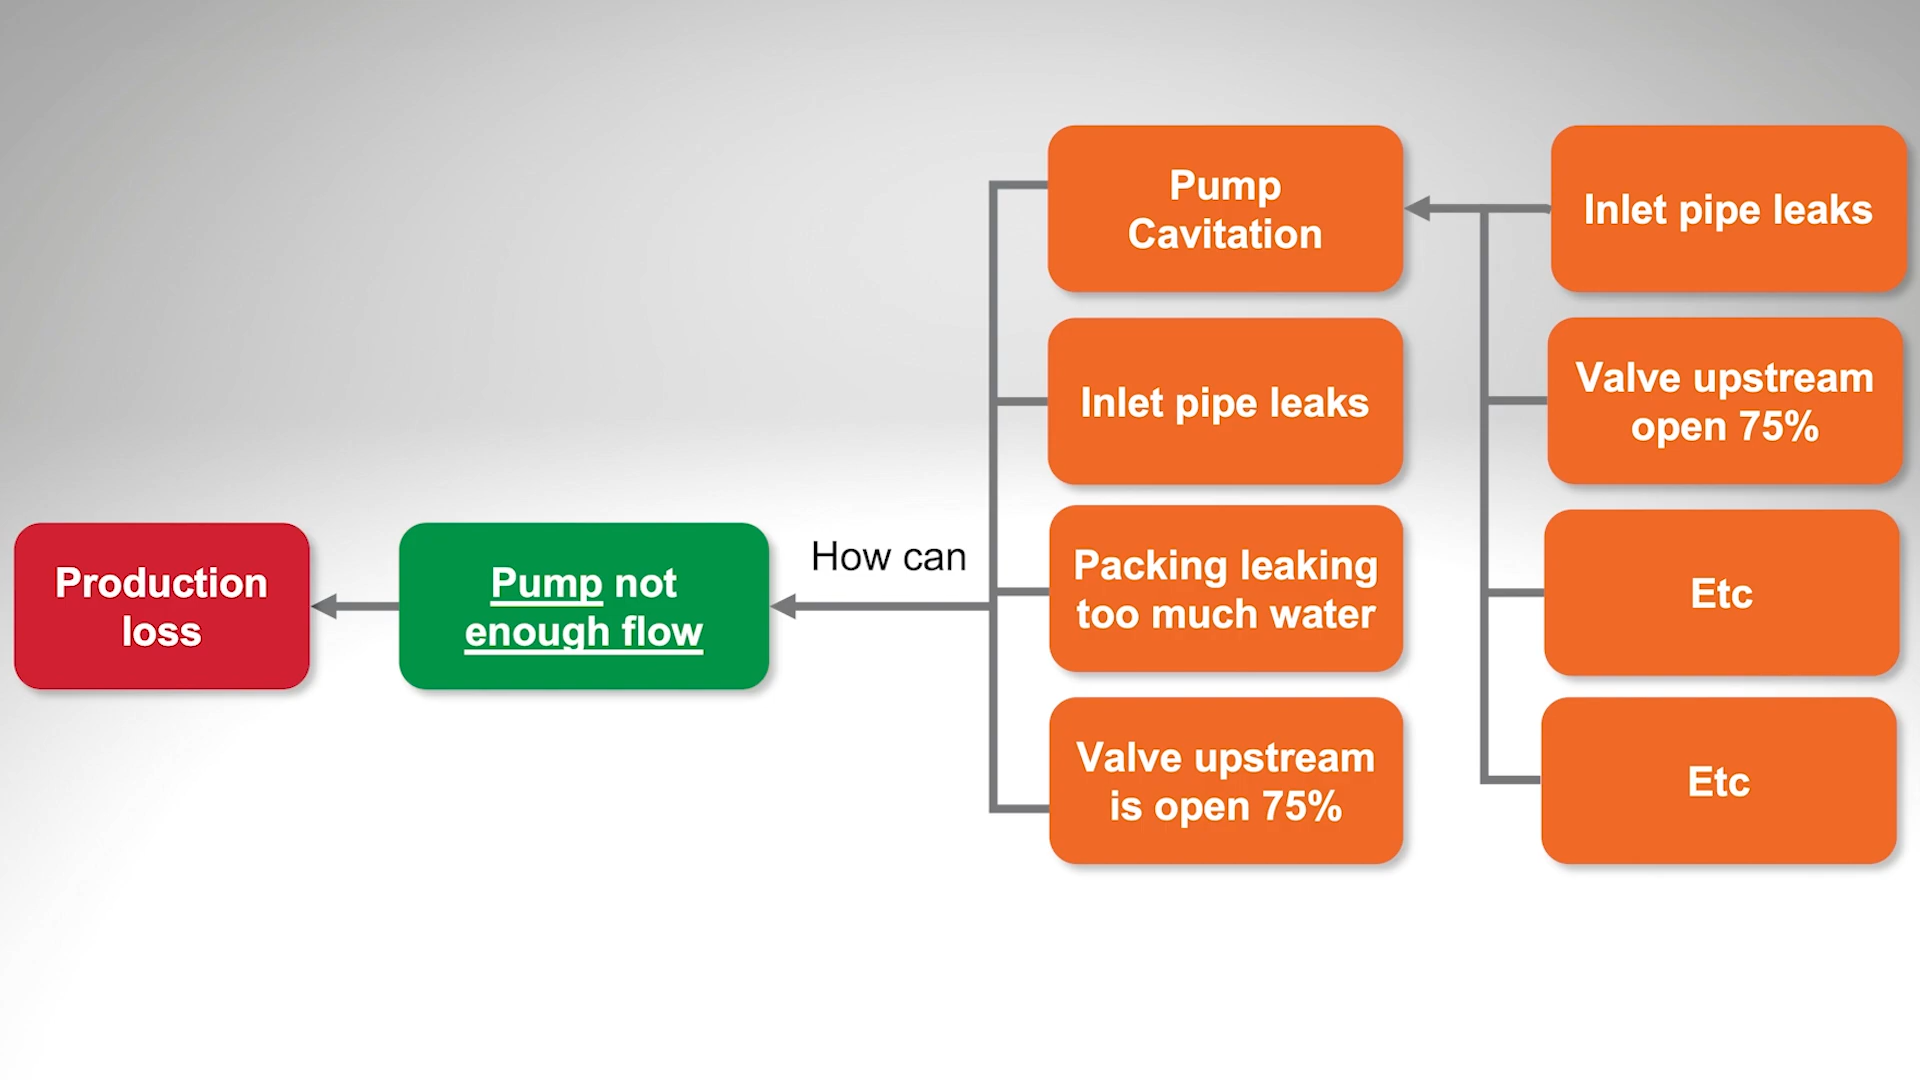 Production
loss
Pump not
enough flow
How can
Pump
Cavitation
Inlet pipe leaks
Packing leaking
too much water
Valve upstream
is open 75%
Inlet pipe leaks
Valve upstream
open 75%
Etc
Etc